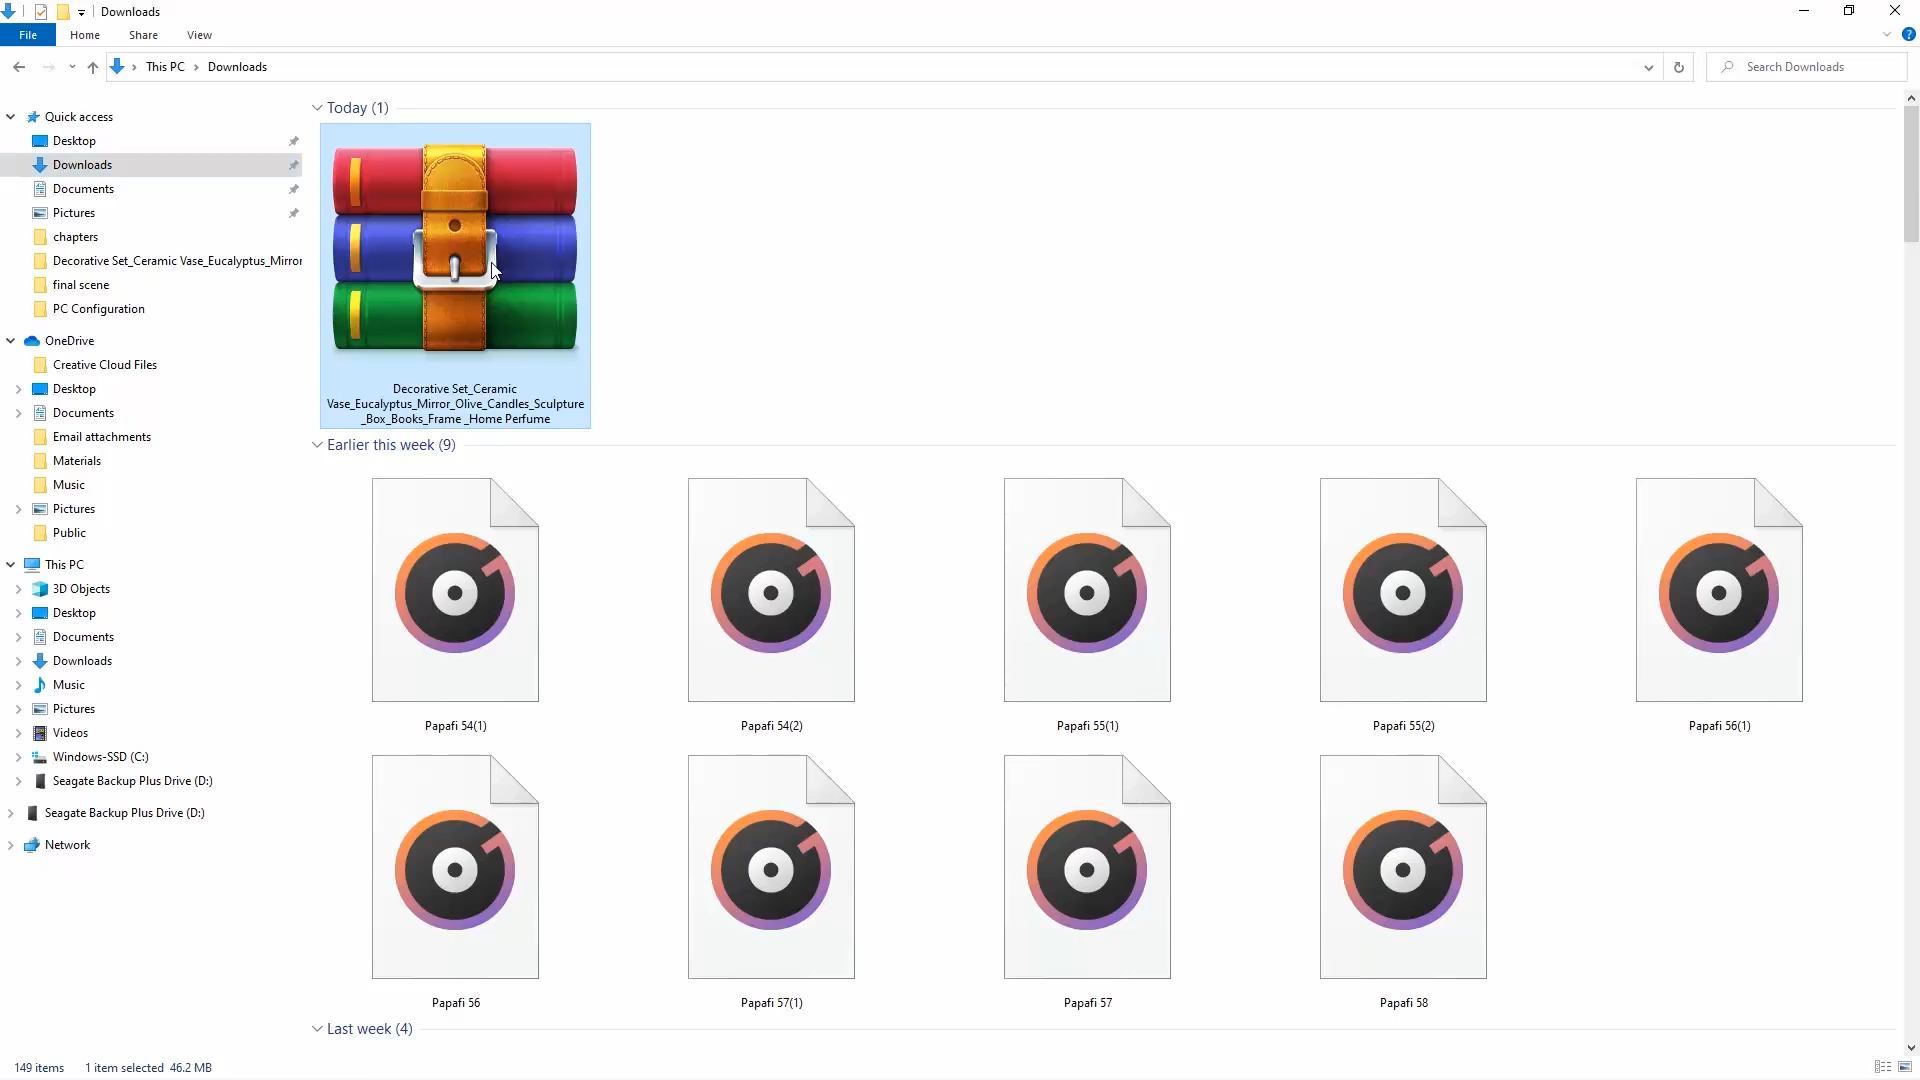 Downloads
File Home Share View
This PC Downloads
Search Downloads
Quick access
Desktop
Downloads
Documents
Pictures
chapters
Decorative Set_Ceramic Vase_Eucalyptus_Mirror
final scene
PC Configuration
OneDrive
Creative Cloud Files
Desktop
Documents
Email attachments
Materials
Music
Pictures
Public
This PC
3D Objects
Desktop
Documents
Downloads
Music
Pictures
Videos
Windows-SSD (C:)
Seagate Backup Plus Drive (D:)
Seagate Backup Plus Drive (D:)
Network
Today (1)
Decorative Set_Ceramic
Vase_Eucalyptus_Mirror_Olive_Candles_Sculpture
_Box_Books_Frame _Home Perfume
Earlier this week (9)
Papafi 54(1) Papafi 54(2) Papafi 55(1) Papafi 55(2) Papafi 56(1)
Papafi 56 Papafi 57(1) Papafi 57 Papafi 58
Last week (4)
149 items 1 item selected 46.2 MB